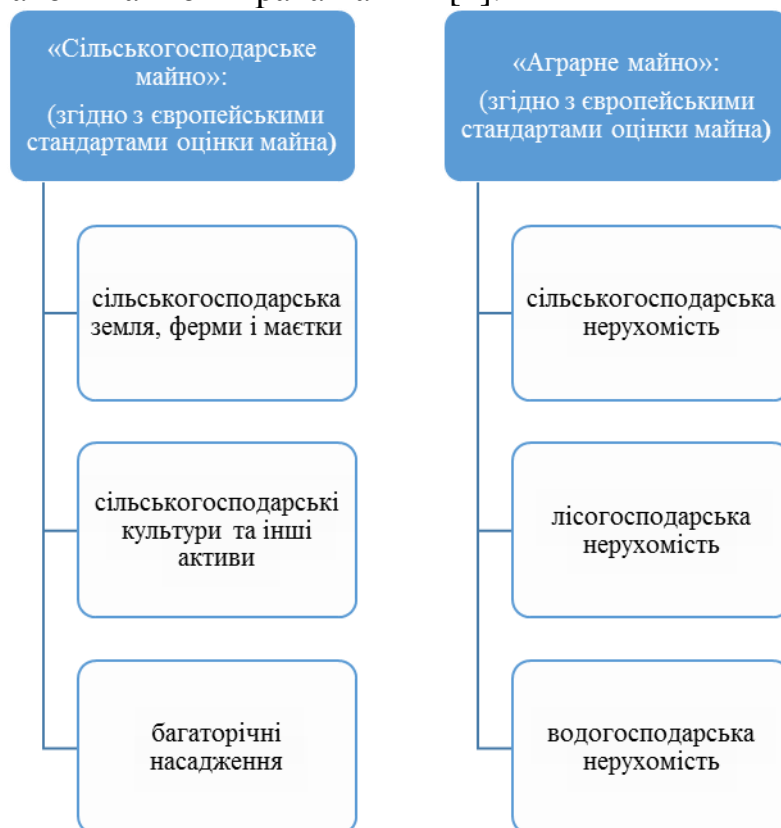 «Сільськогосподарське
майно»:
(згідно з європейськими
стандартами оцінки майна)
сільськогосподарська
земля, ферми і маєтки
сільськогосподарські
культури та інші
активи
багаторічні
насадження
«Аграрне майно»:
(згідно з європейськими
стандартами оцінки майна)
сільськогосподарська
нерухомість
лісогосподарська
нерухомість
водогосподарська
нерухомість